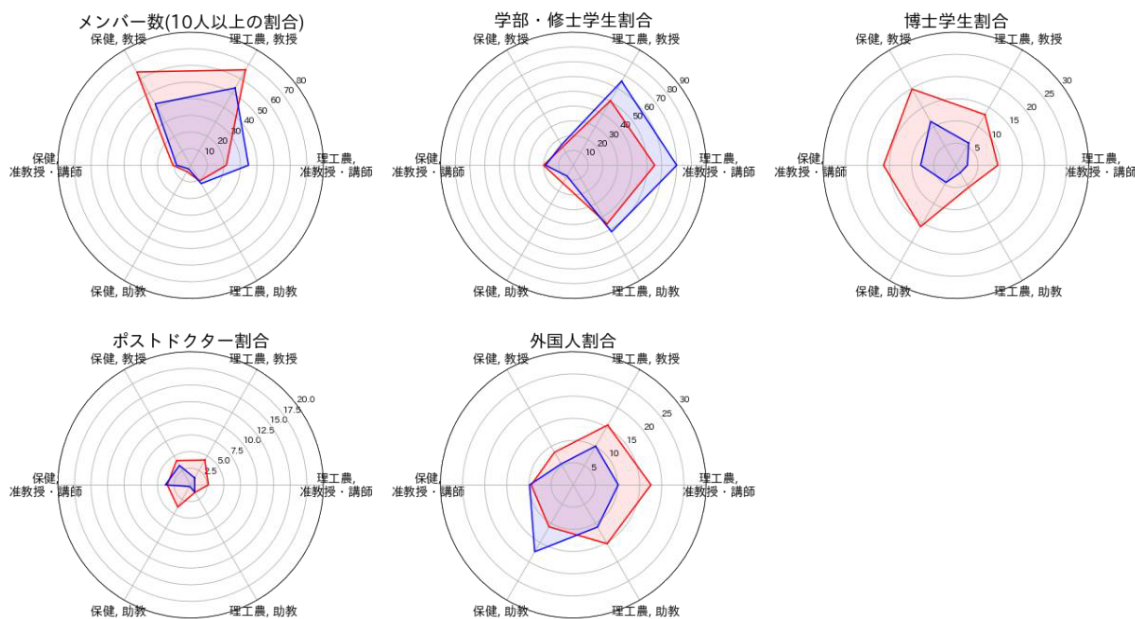 メンバー数(10人以上の割合)
保健, 教授
理工農, 教授
80
70
60
50
40
30
20
10
保健,
准教授・講師
理工農,
准教授・講師
保健, 助教
理工農, 助教
学部・修士学生割合
保健, 教授
理工農, 教授
90
80
70
60
50
40
30
20
10
保健,
准教授・講師
理工農,
准教授・講師
保健, 助教
理工農, 助教
博士学生割合
保健, 教授
理工農, 教授
30
25
20
15
10
5
保健,
准教授・講師
理工農,
准教授・講師
保健, 助教
理工農, 助教
ポストドクター割合
保健, 教授
理工農, 教授
20.0
17.5
15.0
12.5
10.0
7.5
5.0
2.5
保健,
准教授・講師
理工農,
准教授・講師
保健, 助教
理工農, 助教
外国人割合
保健, 教授
理工農, 教授
30
25
20
15
10
5
保健,
准教授・講師
理工農,
准教授・講師
保健, 助教
理工農, 助教